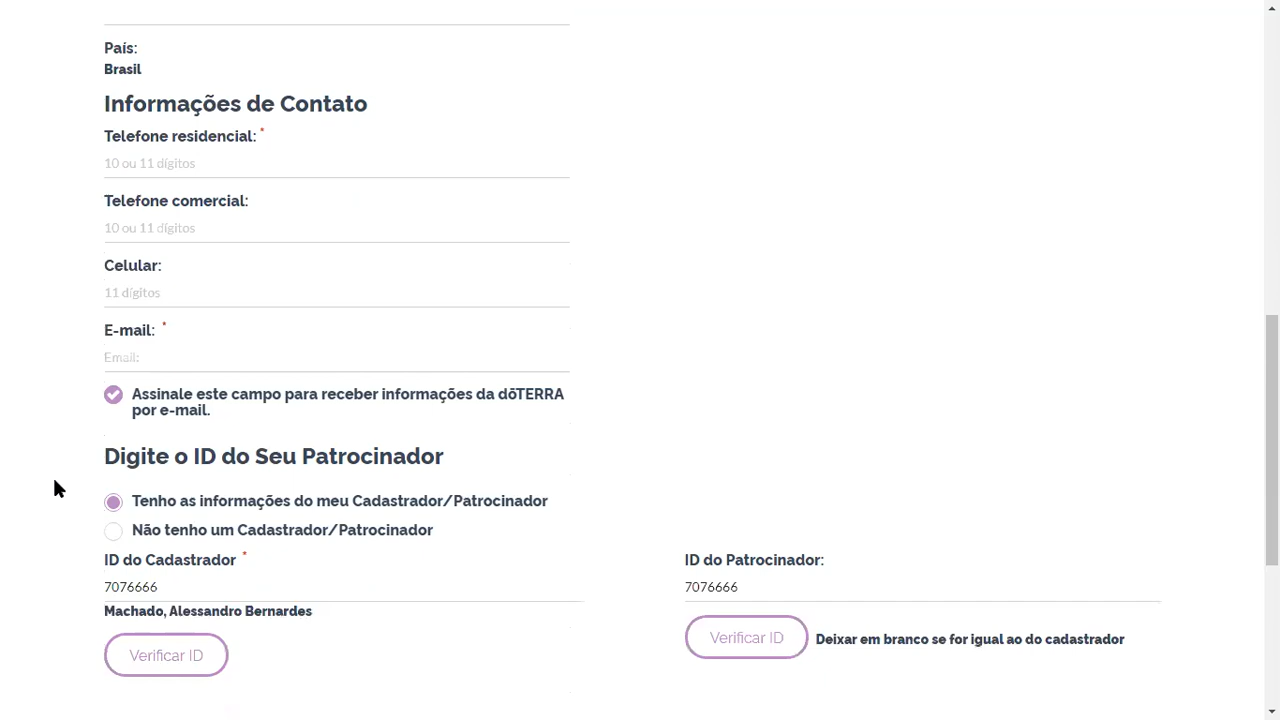 País:
Brasil
Informações de Contato
Telefone residencial: *
10 ou 11 dígitos
Telefone comercial:
10 ou 11 dígitos
Celular:
11 dígitos
E-mail: *
Email:
Assinale este campo para receber informações da dōTERRA
por e-mail.
Digite o ID do Seu Patrocinador
Tenho as informações do meu Cadastrador/Patrocinador
Não tenho um Cadastrador/Patrocinador
ID do Cadastrador *
7076666
Machado, Alessandro Bernardes
Verificar ID
ID do Patrocinador:
7076666
Verificar ID
Deixar em branco se for igual ao do cadastrador